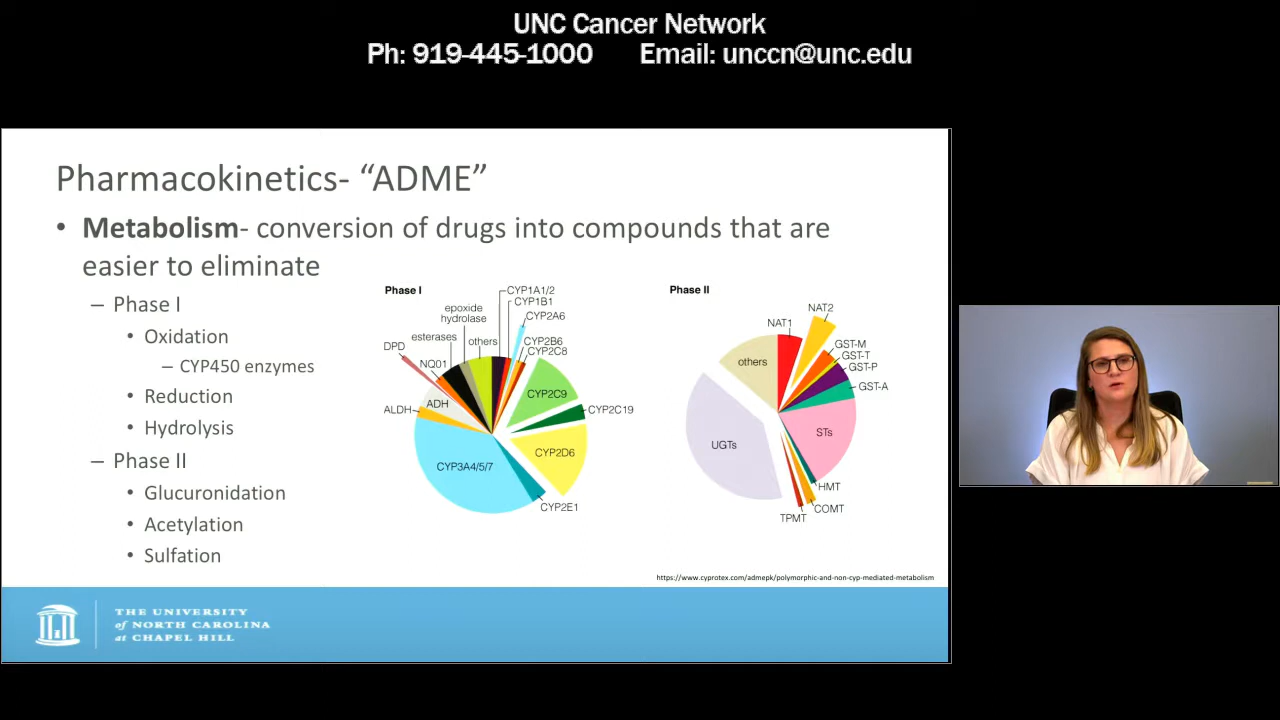 UNC Cancer Network
Ph: 919-445-1000 Email: unccn@unc.edu
Pharmacokinetics- “ADME”
• Metabolism- conversion of drugs into compounds that are
easier to eliminate
– Phase I
• Oxidation
– CYP450 enzymes
• Reduction
• Hydrolysis
– Phase II
• Glucuronidation
• Acetylation
• Sulfation
Phase I
CYP1A1/2
CYP1B1
CYP2A6
epoxide
hydrolase
esterases
others
CYP2B6
CYP2C8
DPD
NQ01
CYP2C9
ADH
ALDH
CYP2C19
CYP2D6
CYP3A4/5/7
CYP2E1
Phase II
NAT2
NAT1
GST-M
GST-T
GST-P
GST-A
others
STs
UGTs
HMT
COMT
TPMT
https://www.cyprotex.com/admepk/polymorphic-and-non-cyp-mediated-metabolism
THE UNIVERSITY
of NORTH CAROLINA
at CHAPEL HILL